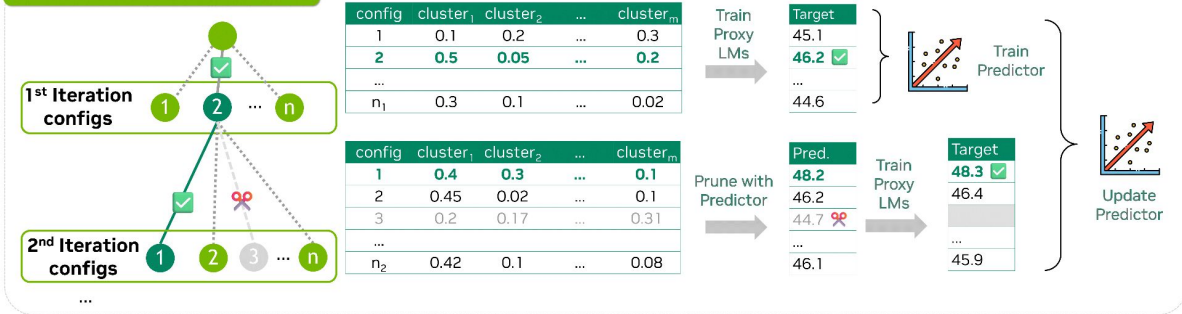 1st Iteration
configs
1 2 ... n
config cluster1 cluster2 ... clusterm
1 0.1 0.2 ... 0.3
2 0.5 0.05 ... 0.2
...
n1 0.3 0.1 ... 0.02
Train
Proxy
LMs
Target
45.1
46.2
...
44.6
Train
Predictor
2nd Iteration
configs
1 2 3 ... n
...
config cluster1 cluster2 ... clusterm
1 0.4 0.3 ... 0.1
2 0.45 0.02 ... 0.1
3 0.2 0.17 ... 0.31
...
n2 0.42 0.1 ... 0.08
Prune with
Predictor
Pred.
48.2
46.2
44.7
...
46.1
Train
Proxy
LMs
Target
48.3
46.4
...
45.9
Update
Predictor